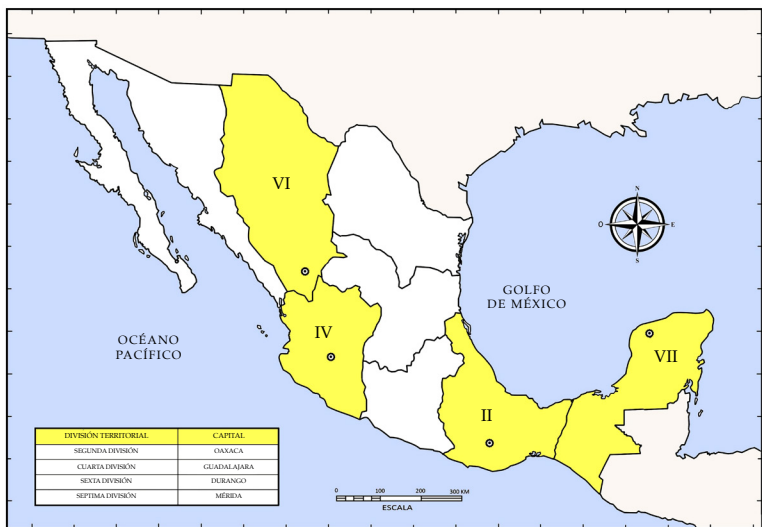 VI
N
O
E
S
GOLFO
DE MÉXICO
OCÉANO
PACÍFICO
IV
VII
II
DIVISIÓN TERRITORIAL CAPITAL
SEGUNDA DIVISIÓN OAXACA
CUARTA DIVISIÓN GUADALAJARA
SEXTA DIVISIÓN DURANGO
SEPTIMA DIVISIÓN MÉRIDA
0 100 200 300 KM
ESCALA